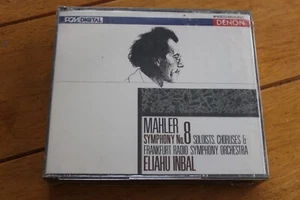 PCM DIGITAL
DENON
MAHLER
SYMPHONY No.8 SOLOISTS, CHORUSES &
FRANKFURT RADIO SYMPHONY ORCHESTRA
ELIAHU INBAL